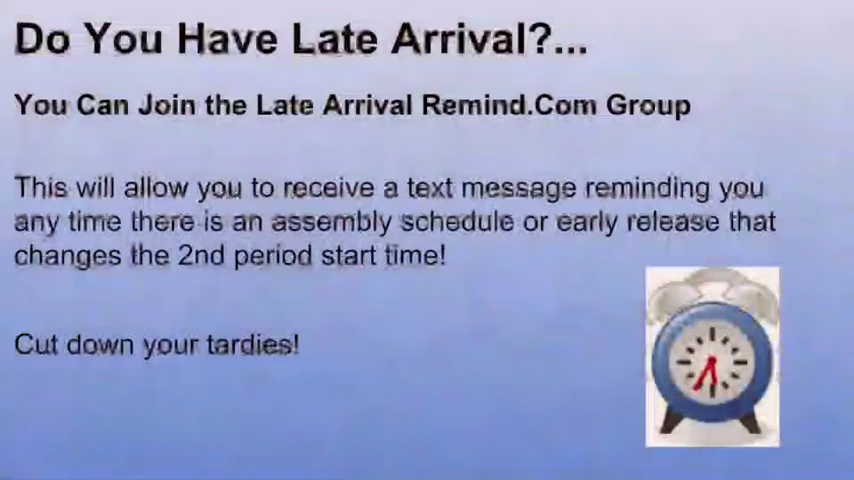 Do You Have Late Arrival?...
You Can Join the Late Arrival Remind.Com Group
This will allow you to receive a text message reminding you
any time there is an assembly schedule or early release that
changes the 2nd period start time!
Cut down your tardies!